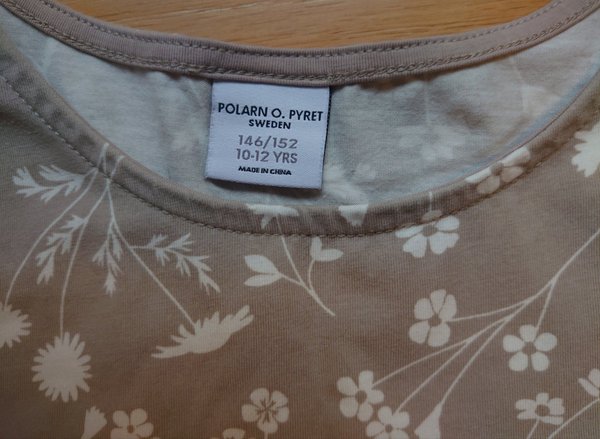 POLARN O. PYRET
SWEDEN
146/152
10-12 YRS
MADE IN CHINA